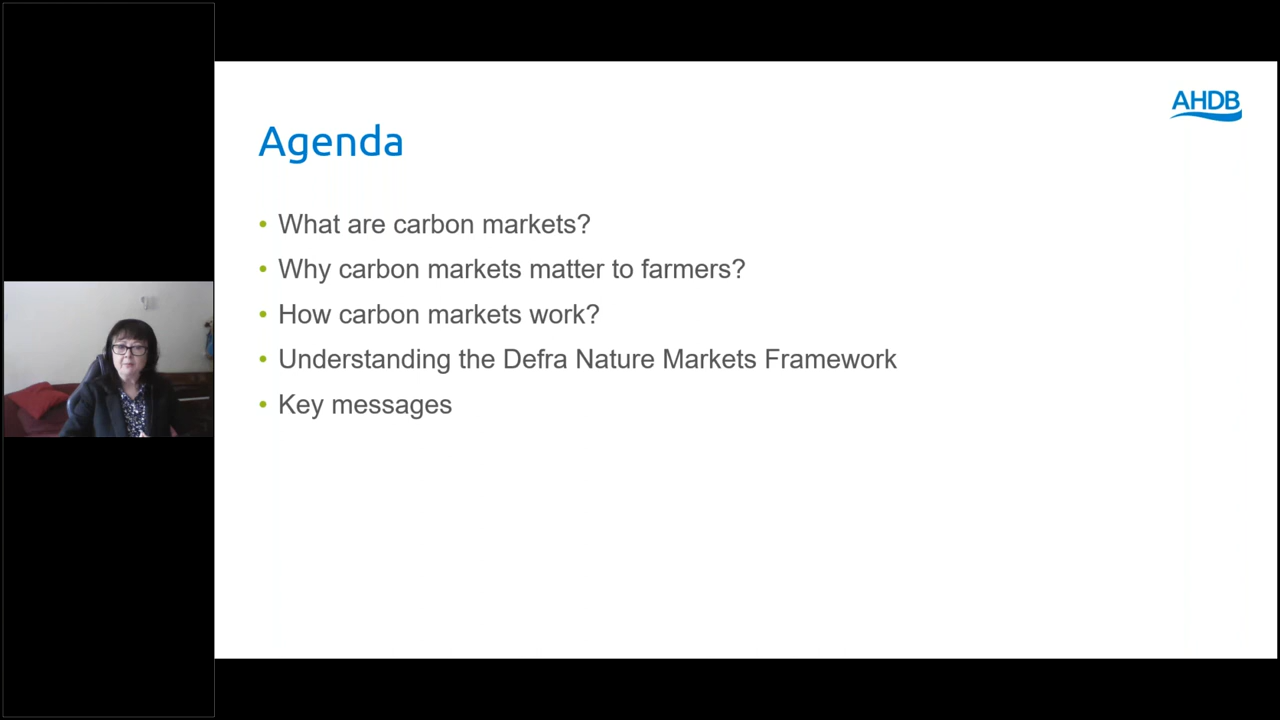 AHDB
Agenda
• What are carbon markets?
• Why carbon markets matter to farmers?
• How carbon markets work?
• Understanding the Defra Nature Markets Framework
• Key messages